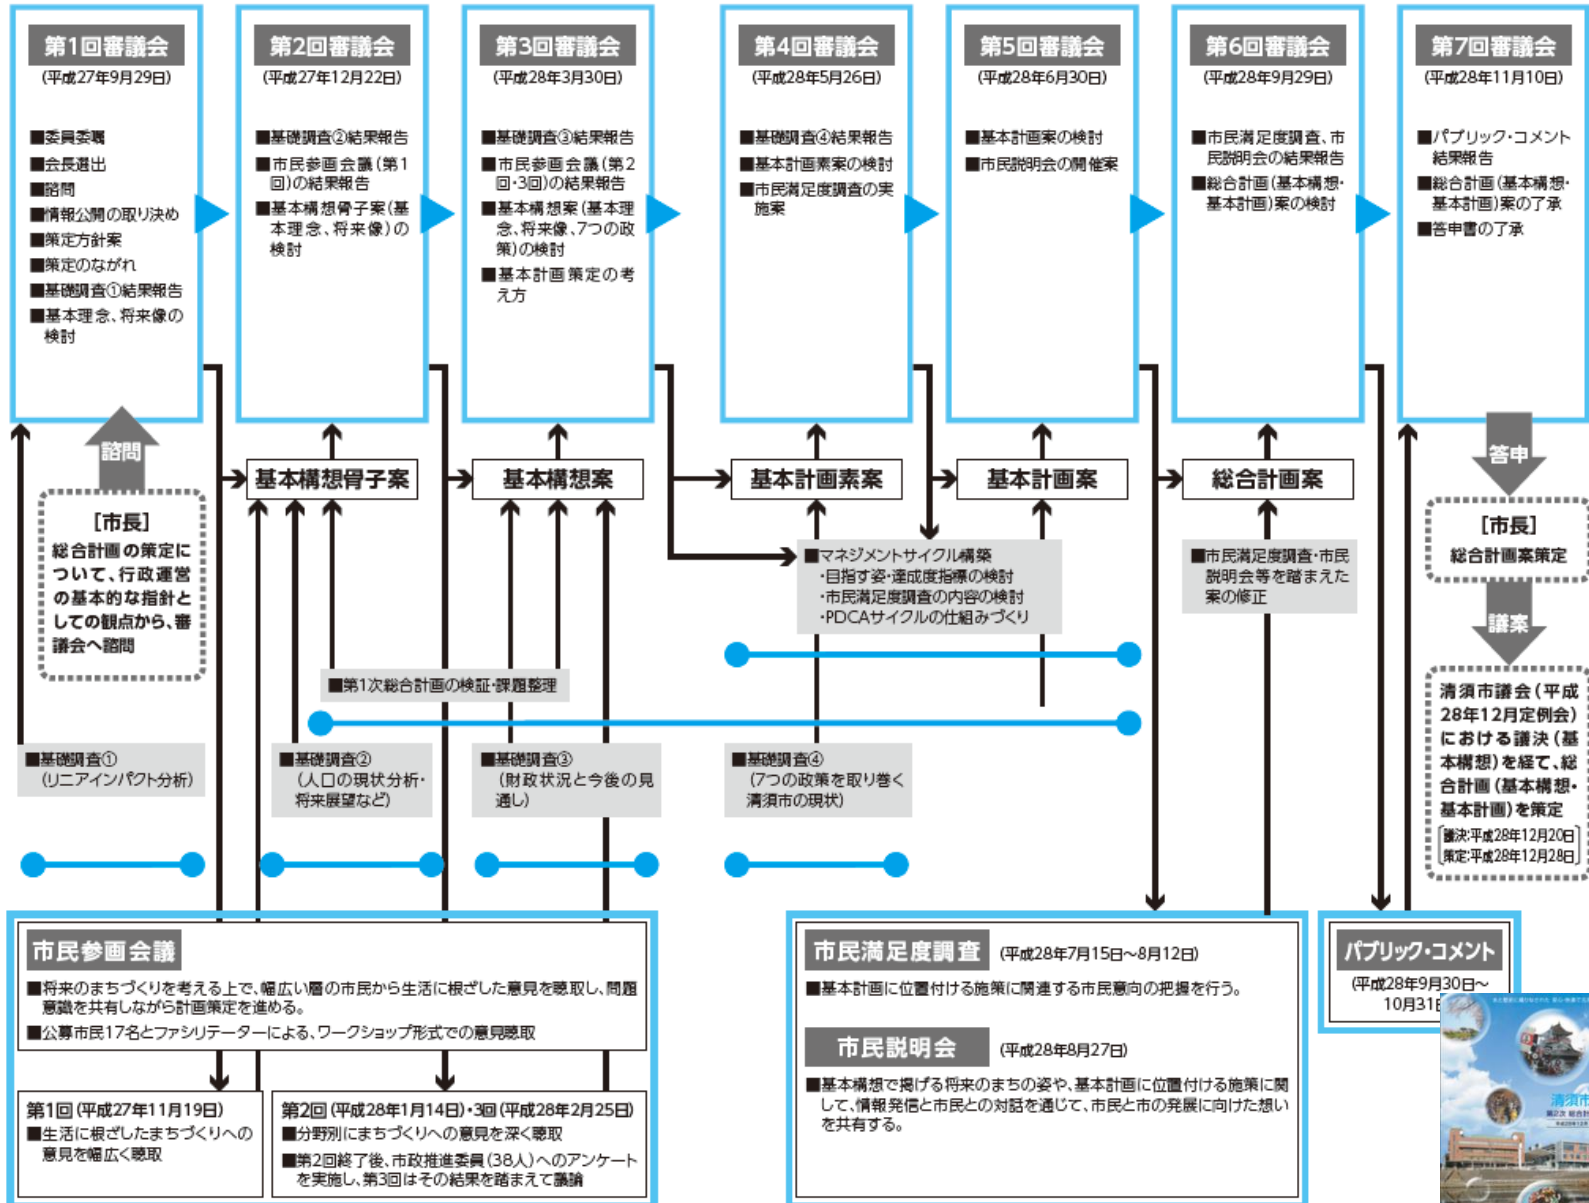 第1回審議会
(平成27年9月29日)
■委員委嘱
■会長選出
■諮問
■情報公開の取り決め
■策定方針案
■策定のながれ
■基礎調査①結果報告
■基本理念、将来像の
検討
第2回審議会
(平成27年12月22日)
■基礎調査②結果報告
■市民参画会議(第1
回)の結果報告
■基本構想骨子案(基
本理念、将来像)の
検討
第3回審議会
(平成28年3月30日)
■基礎調査③結果報告
■市民参画会議(第2
回・3回)の結果報告
■基本構想案(基本理
念、将来像、7つの政
策)の検討
■基本計画策定の考
え方
第4回審議会
(平成28年5月26日)
■基礎調査④結果報告
■基本計画素案の検討
■市民満足度調査の実
施案
第5回審議会
(平成28年6月30日)
■基本計画案の検討
■市民説明会の開催案
第6回審議会
(平成28年9月29日)
■市民満足度調査、市
民説明会の結果報告
■総合計画(基本構想・
基本計画)案の検討
第7回審議会
(平成28年11月10日)
■パブリック・コメント
結果報告
■総合計画(基本構想・
基本計画)案の了承
■答申書の了承
諮問
[市長]
総合計画の策定に
ついて、行政運営
の基本的な指針と
しての観点から、審
議会へ諮問
基本構想骨子案
基本構想案
基本計画素案
基本計画案
総合計画案
答申
[市長]
総合計画案策定
議案
清須市議会(平成
28年12月定例会)
における議決(基
本構想)を経て、総
合計画(基本構想・
基本計画)を策定
議決:平成28年12月20日
策定:平成28年12月28日
■マネジメントサイクル構築
・目指す姿・達成度指標の検討
・市民満足度調査の内容の検討
・PDCAサイクルの仕組みづくり
■市民満足度調査・市民
説明会等を踏まえた
案の修正
■第1次総合計画の検証・課題整理
■基礎調査①
(リニアインパクト分析)
■基礎調査②
(人口の現状分析・
将来展望など)
■基礎調査③
(財政状況と今後の見
通し)
■基礎調査④
(7つの政策を取り巻く
清須市の現状)
市民参画会議
■将来のまちづくりを考える上で、幅広い層の市民から生活に根ざした意見を聴取し、問題
意識を共有しながら計画策定を進める。
■公募市民17名とファシリテーターによる、ワークショップ形式での意見聴取
第1回(平成27年11月19日)
■生活に根ざしたまちづくりへの
意見を幅広く聴取
第2回(平成28年1月14日)・3回(平成28年2月25日)
■分野別にまちづくりへの意見を深く聴取
■第2回終了後、市政推進委員(38人)へのアンケート
を実施し、第3回はその結果を踏まえて議論
市民満足度調査 (平成28年7月15日~8月12日)
■基本計画に位置付ける施策に関連する市民意向の把握を行う。
市民説明会 (平成28年8月27日)
■基本構想で掲げる将来のまちの姿や、基本計画に位置付ける施策に関
して、情報発信と市民との対話を通じて、市民と市の発展に向けた想い
を共有する。
パブリック・コメント
(平成28年9月30日~
10月31日
清須市
第2次 総合計